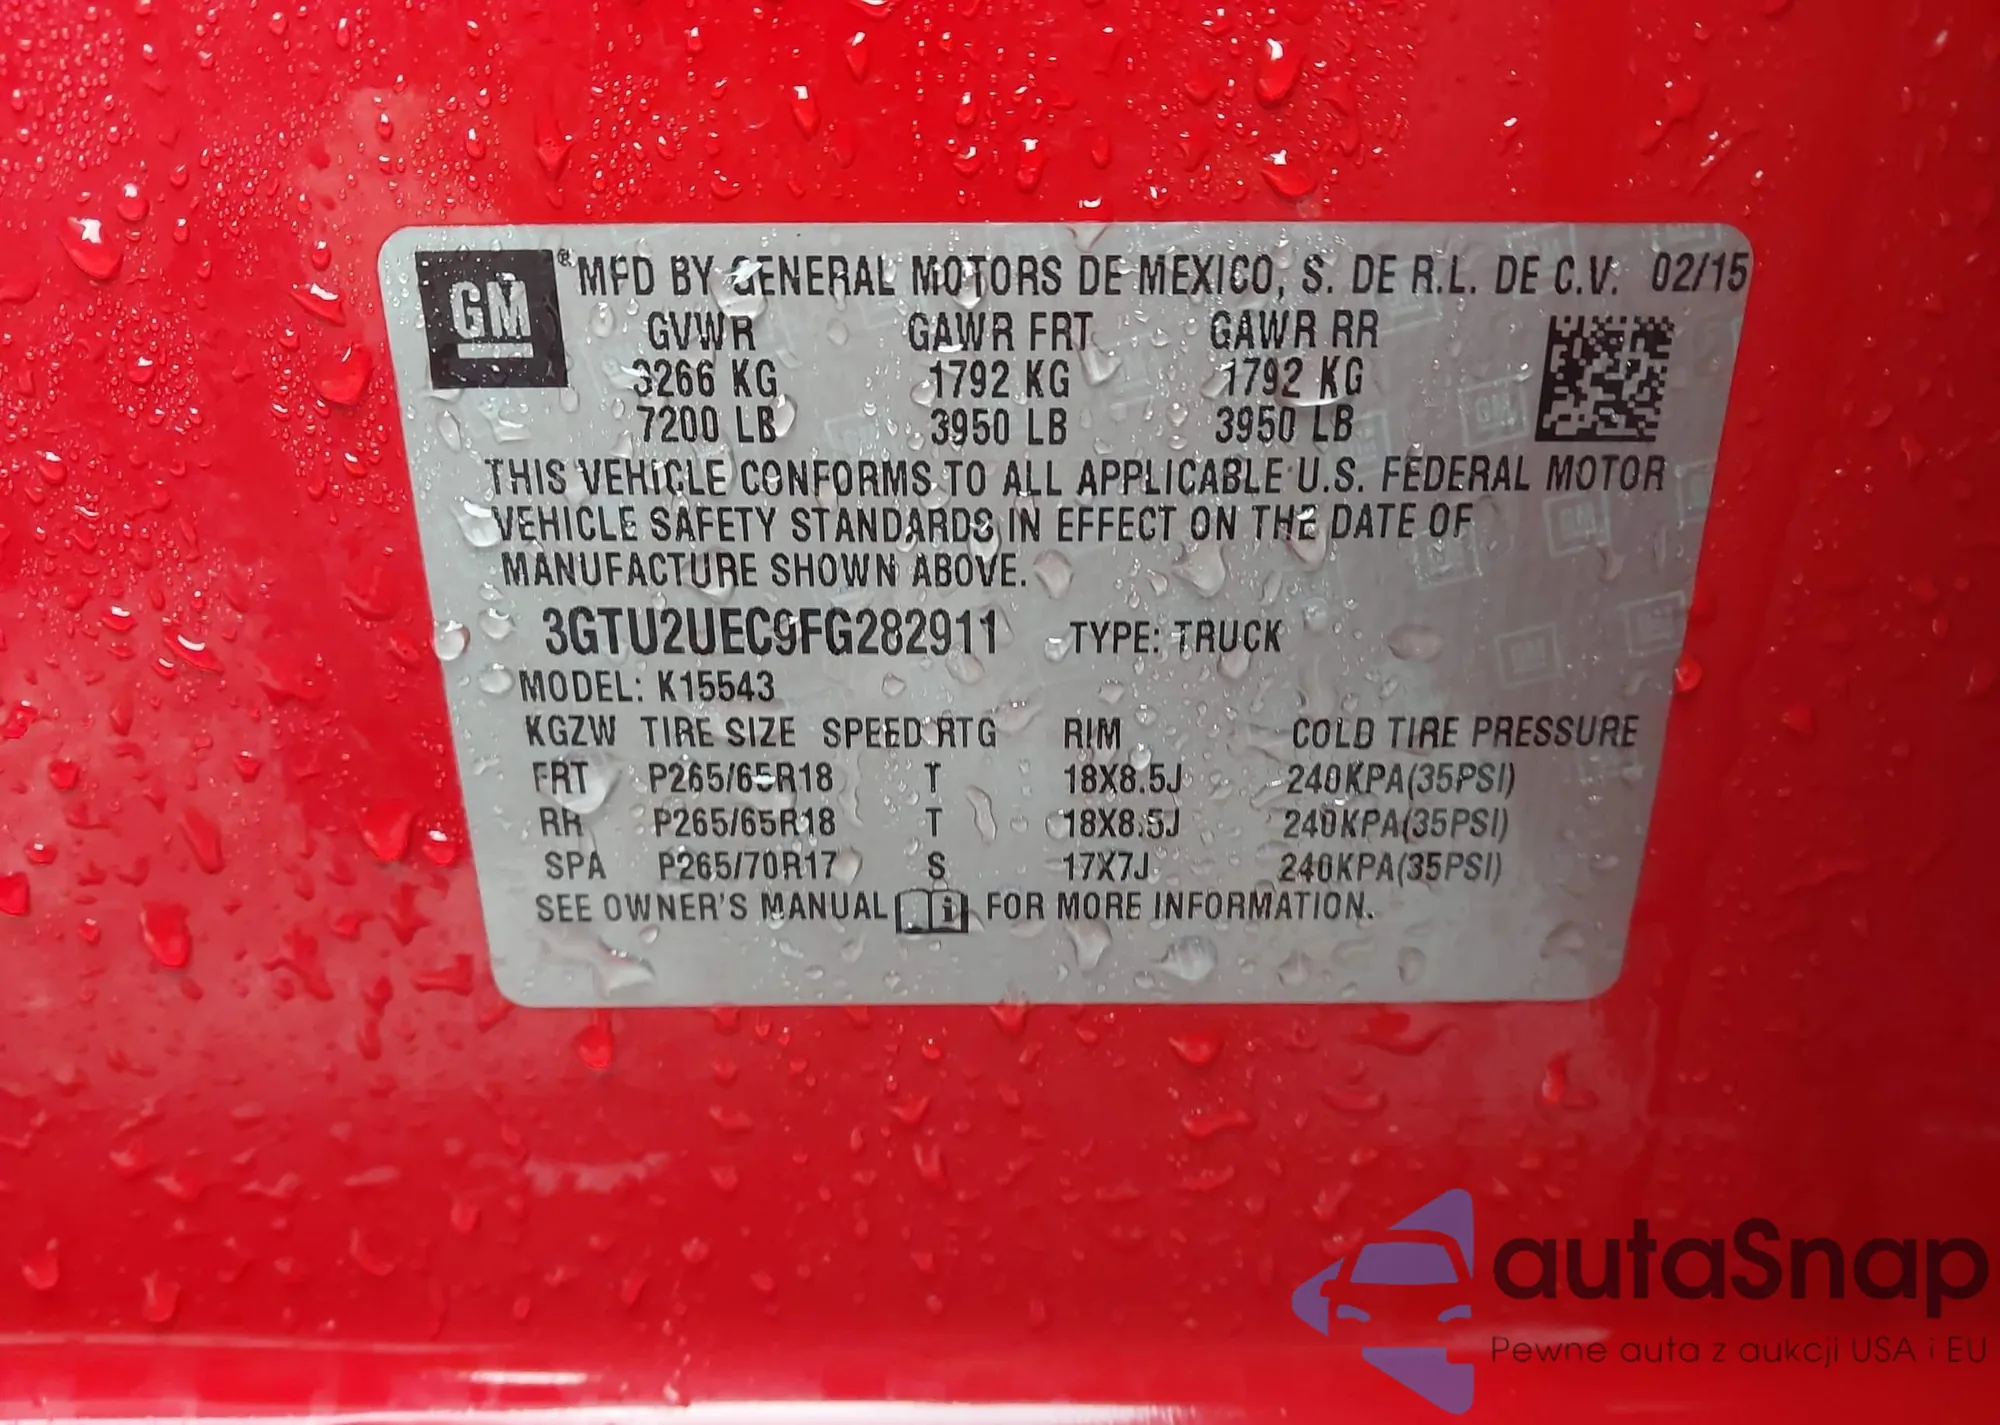 GM ® MFD BY GENERAL MOTORS DE MEXICO, S. DE R.L. DE C.V. 02/15
GVWR GAWR FRT GAWR RR
3266 KG 1792 KG 1792 KG
7200 LB 3950 LB 3950 LB
THIS VEHICLE CONFORMS TO ALL APPLICABLE U.S. FEDERAL MOTOR
VEHICLE SAFETY STANDARDS IN EFFECT ON THE DATE OF
MANUFACTURE SHOWN ABOVE.
3GTU2UEC9FG282911 TYPE: TRUCK
MODEL: K15543
KGZW TIRE SIZE SPEED RTG RIM COLD TIRE PRESSURE
FRT P265/65R18 T 18X8.5J 240KPA(35PSI)
RR P265/65R18 T 18X8.5J 240KPA(35PSI)
SPA P265/70R17 S 17X7J 240KPA(35PSI)
SEE OWNER'S MANUAL i FOR MORE INFORMATION.
autaSnap
Pewne auta z aukcji USA i EU